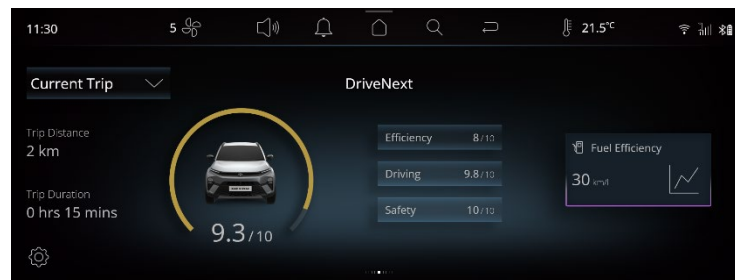 11:30
5
21.5°C
Current Trip
DriveNext
Trip Distance
2 km
Efficiency 8/10
Fuel Efficiency
Driving 9.8/10
30 km/l
Trip Duration
0 hrs 15 mins
Safety 10/10
9.3/10